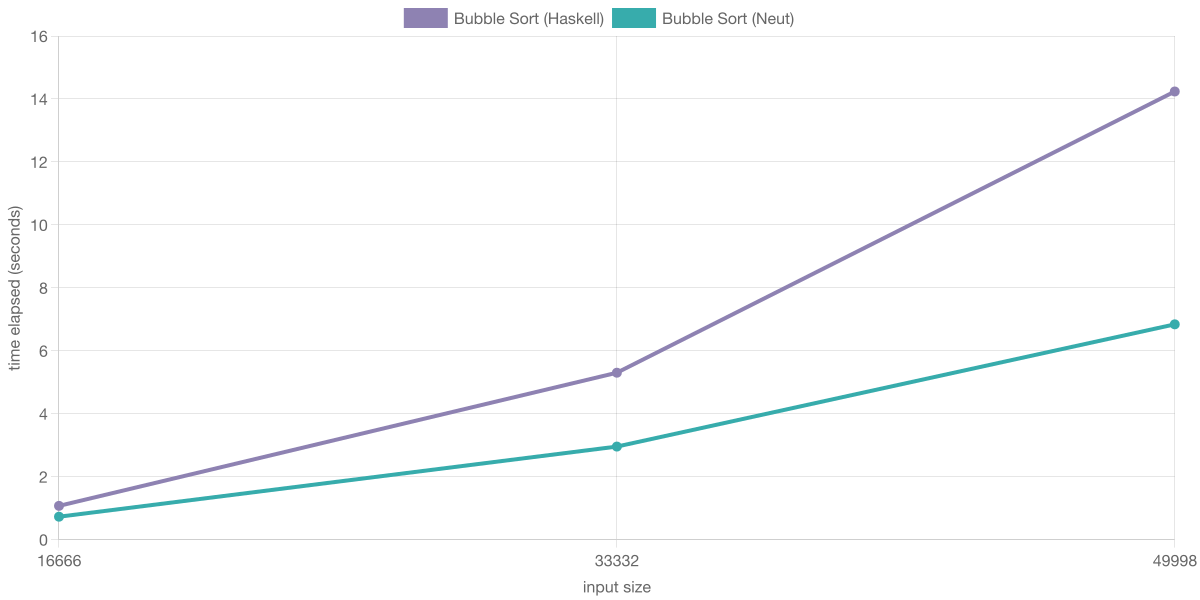 Bubble Sort (Haskell) Bubble Sort (Neut)
16
14
12
10
8
6
4
2
0
time elapsed (seconds)
16666 33332 49998
input size